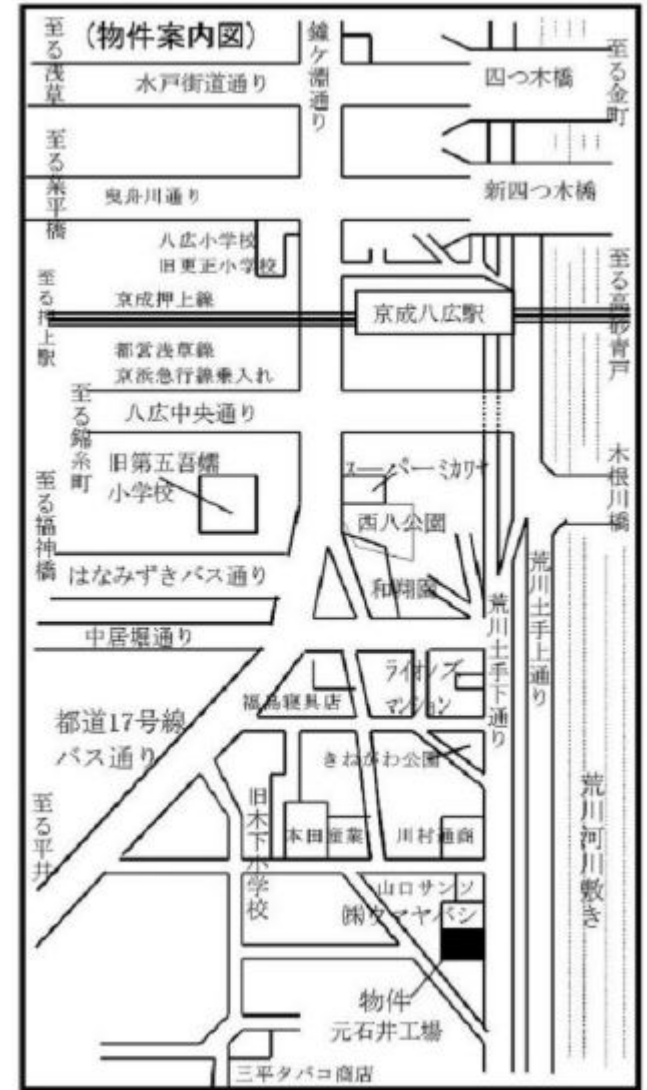 (物件案内図)
至る浅草
鐘ケ淵通り
水戸街道通り
四つ木橋
至る金町
至る業平橋
曳舟川通り
新四つ木橋
八広小学校
旧更正小学校
至る押上駅
京成押上線
京成八広駅
至る高砂青戸
都営浅草線
京浜急行線乗入れ
至る錦糸町
八広中央通り
木根川橋
旧第五吾嬬
小学校
スーパーミカワヤ
至る福神橋
西八公園
はなみずきバス通り
和翔園
荒川土手下通り
荒川土手上通り
中居堀通り
ライオンズ
マンション
福島寝具店
都道17号線
バス通り
きねがわ公園
至る平井
旧木下小学校
本田産業
川村通商
荒川河川敷き
山口サンソ
㈱ウマヤバシ
物件
元石井工場
三平タバコ商店